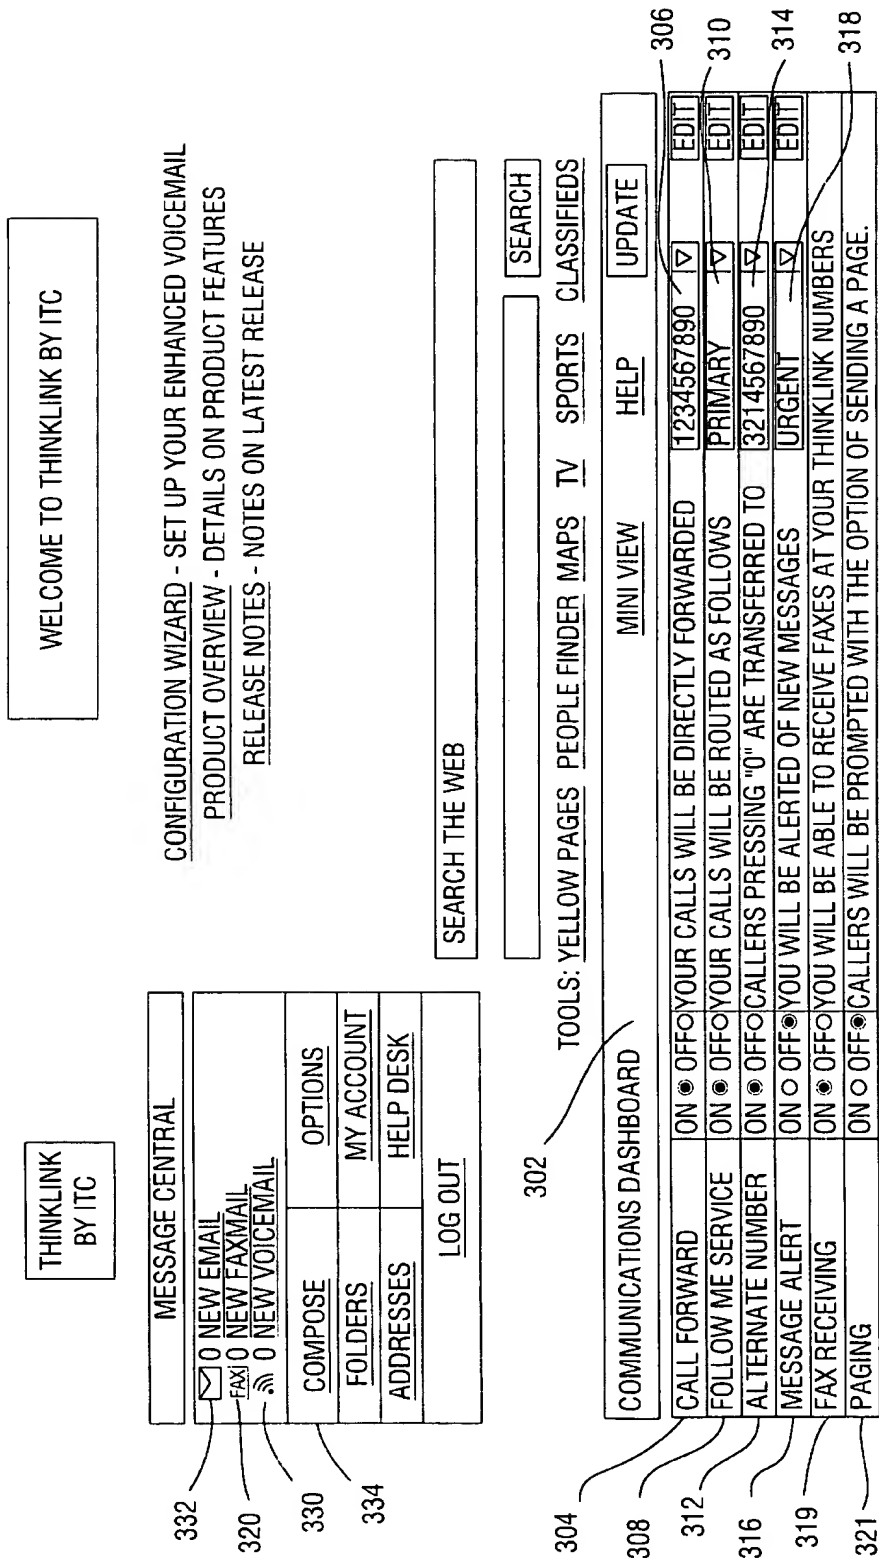 THINKLINK
BY ITC
WELCOME TO THINKLINK BY ITC
MESSAGE CENTRAL
332
0 NEW EMAIL
320
FAX 0 NEW FAXMAIL
330
0 NEW VOICEMAIL
334
COMPOSE OPTIONS
FOLDERS MY ACCOUNT
ADDRESSES HELP DESK
LOG OUT
CONFIGURATION WIZARD - SET UP YOUR ENHANCED VOICEMAIL
PRODUCT OVERVIEW - DETAILS ON PRODUCT FEATURES
RELEASE NOTES - NOTES ON LATEST RELEASE
SEARCH THE WEB
SEARCH
TOOLS: YELLOW PAGES PEOPLE FINDER MAPS TV SPORTS CLASSIFIEDS
302
COMMUNICATIONS DASHBOARD MINI VIEW HELP UPDATE
304 CALL FORWARD ON OFF YOUR CALLS WILL BE DIRECTLY FORWARDED 1234567890 EDIT 306
308 FOLLOW ME SERVICE ON OFF YOUR CALLS WILL BE ROUTED AS FOLLOWS PRIMARY EDIT 310
312 ALTERNATE NUMBER ON OFF CALLERS PRESSING "0" ARE TRANSFERRED TO 3214567890 EDIT 314
316 MESSAGE ALERT ON OFF YOU WILL BE ALERTED OF NEW MESSAGES URGENT EDIT 318
319 FAX RECEIVING ON OFF YOU WILL BE ABLE TO RECEIVE FAXES AT YOUR THINKLINK NUMBERS
321 PAGING ON OFF CALLERS WILL BE PROMPTED WITH THE OPTION OF SENDING A PAGE.